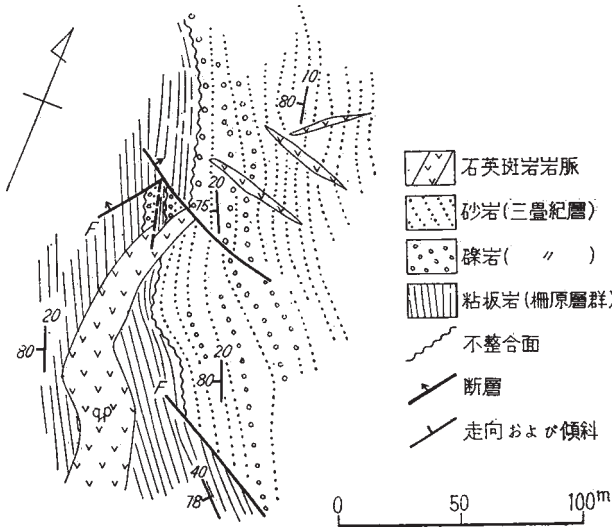 10
80
20
75
F
20
80
20
80
F
qp
40
78
石英斑岩岩脈
砂岩(三畳紀層)
礫岩( 〃 )
粘板岩(柵原層群)
不整合面
断層
走向および傾斜
0 50 100m